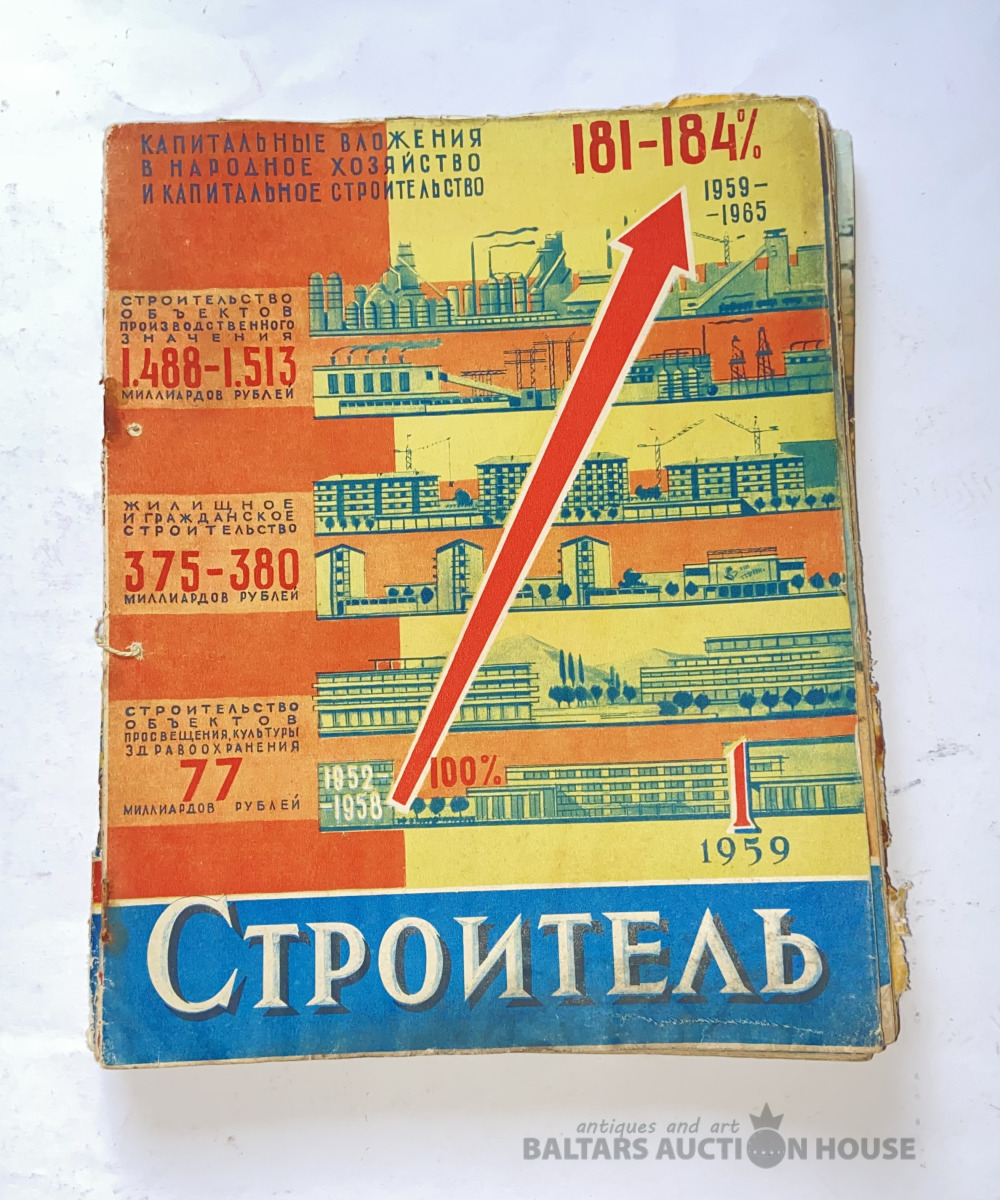 КАПИТАЛЬНЫЕ ВЛОЖЕНИЯ
В НАРОДНОЕ ХОЗЯЙСТВО
И КАПИТАЛЬНОЕ СТРОИТЕЛЬСТВО
181-184%
1959-
-1965
СТРОИТЕЛЬСТВО
ОБЪЕКТОВ
ПРОИЗВОДСТВЕННОГО
ЗНАЧЕНИЯ
1.488-1.513
МИЛЛИАРДОВ РУБЛЕЙ
ЖИЛИЩНОЕ
И ГРАЖДАНСКОЕ
СТРОИТЕЛЬСТВО
375-380
МИЛЛИАРДОВ РУБЛЕЙ
СТРОИТЕЛЬСТВО
ОБЪЕКТОВ
ПРОСВЕЩЕНИЯ, КУЛЬТУРЫ
ЗДРАВООХРАНЕНИЯ
77
МИЛЛИАРДОВ РУБЛЕЙ
1952-
-1958
100%
1
1959
СТРОИТЕЛЬ
antiques and art
BALTARS AUCTION HOUSE